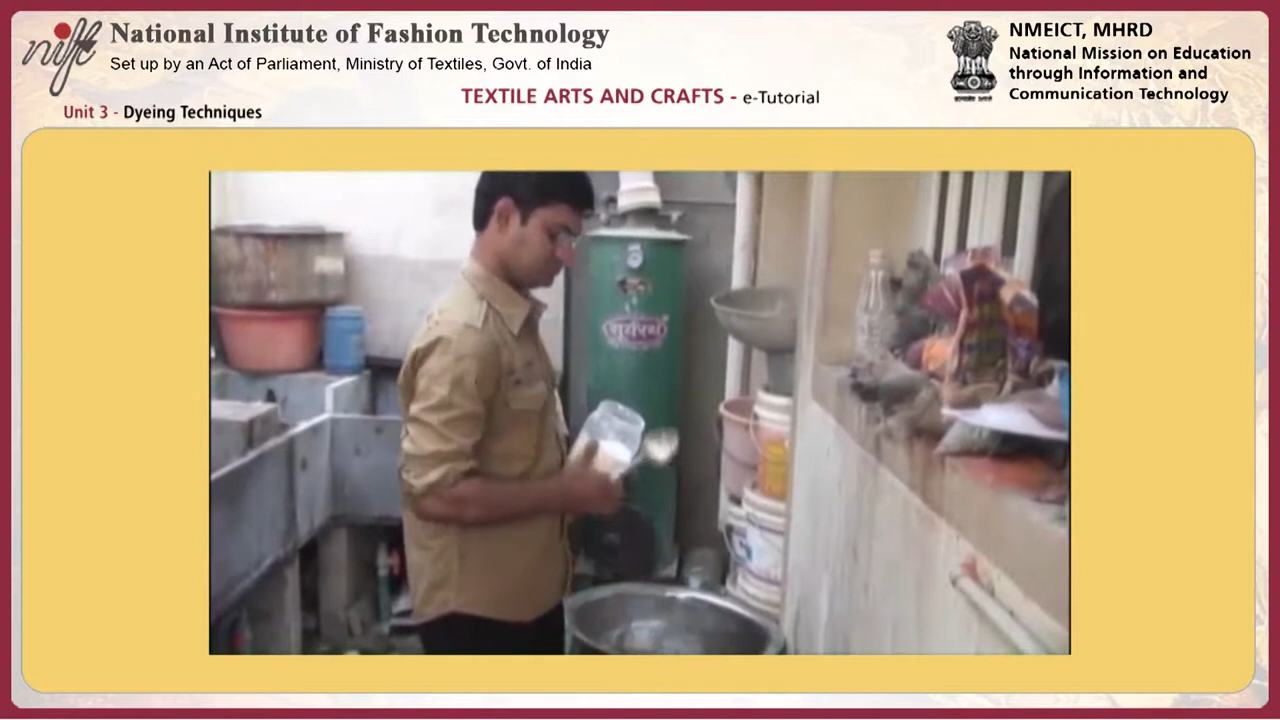 nift
National Institute of Fashion Technology
Set up by an Act of Parliament, Ministry of Textiles, Govt. of India
NMEICT, MHRD
National Mission on Education
through Information and
Communication Technology
TEXTILE ARTS AND CRAFTS - e-Tutorial
Unit 3 - Dyeing Techniques
सूर्यरथ